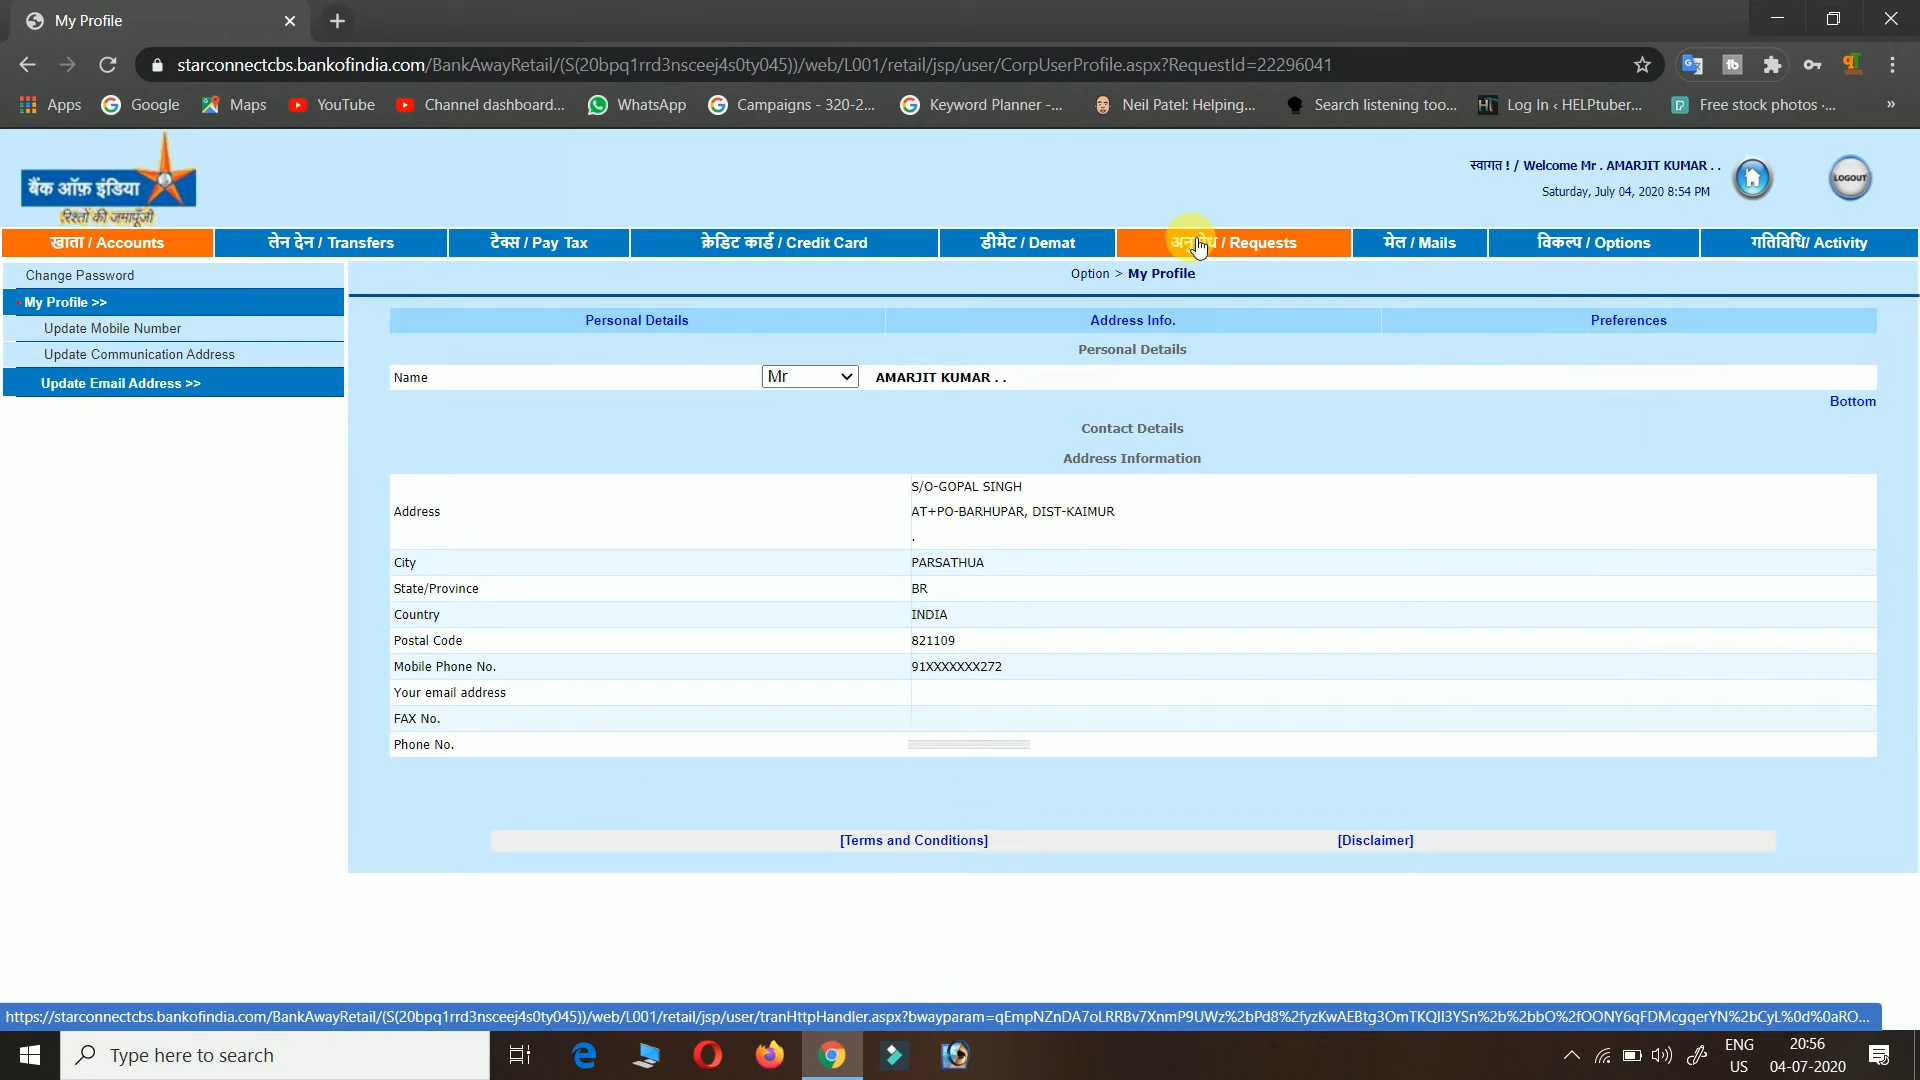 My Profile
starconnectcbs.bankofindia.com/BankAwayRetail/(S(20bpq1rrd3nsceej4s0ty045))/web/L001/retail/jsp/user/CorpUserProfile.aspx?RequestId=22296041
Apps Google Maps YouTube Channel dashboard... WhatsApp Campaigns - 320-2... Keyword Planner -... Neil Patel: Helping... Search listening too... Log In ‹ HELPtuber... Free stock photos ·... »
बैंक ऑफ़ इंडिया
रिश्तों की जमापूँजी
स्वागत ! / Welcome Mr . AMARJIT KUMAR . .
Saturday, July 04, 2020 8:54 PM
LOGOUT
खाता / Accounts लेन देन / Transfers टैक्स / Pay Tax क्रेडिट कार्ड / Credit Card डीमैट / Demat / Requests मेल / Mails विकल्प / Options गतिविधि/ Activity
Change Password
My Profile >>
Update Mobile Number
Update Communication Address
Update Email Address >>
Option > My Profile
Personal Details Address Info. Preferences
Personal Details
Name Mr AMARJIT KUMAR . .
Bottom
Contact Details
Address Information
Address S/O-GOPAL SINGH
AT+PO-BARHUPAR, DIST-KAIMUR
.
City PARSATHUA
State/Province BR
Country INDIA
Postal Code 821109
Mobile Phone No. 91XXXXXXX272
Your email address
FAX No.
Phone No.
[Terms and Conditions] [Disclaimer]
https://starconnectcbs.bankofindia.com/BankAwayRetail/(S(20bpq1rrd3nsceej4s0ty045))/web/L001/retail/jsp/user/tranHttpHandler.aspx?bwayparam=qEmpNZnDA7oLRRBv7XnmP9UWz%2bPd8%2fyzKwAEBtg3OmTKQII3YSn%2b%2bbO%2fOONY6qFDMcgqerYN%2bCyL%0d%0aRO...
Type here to search
ENG
US
20:56
04-07-2020